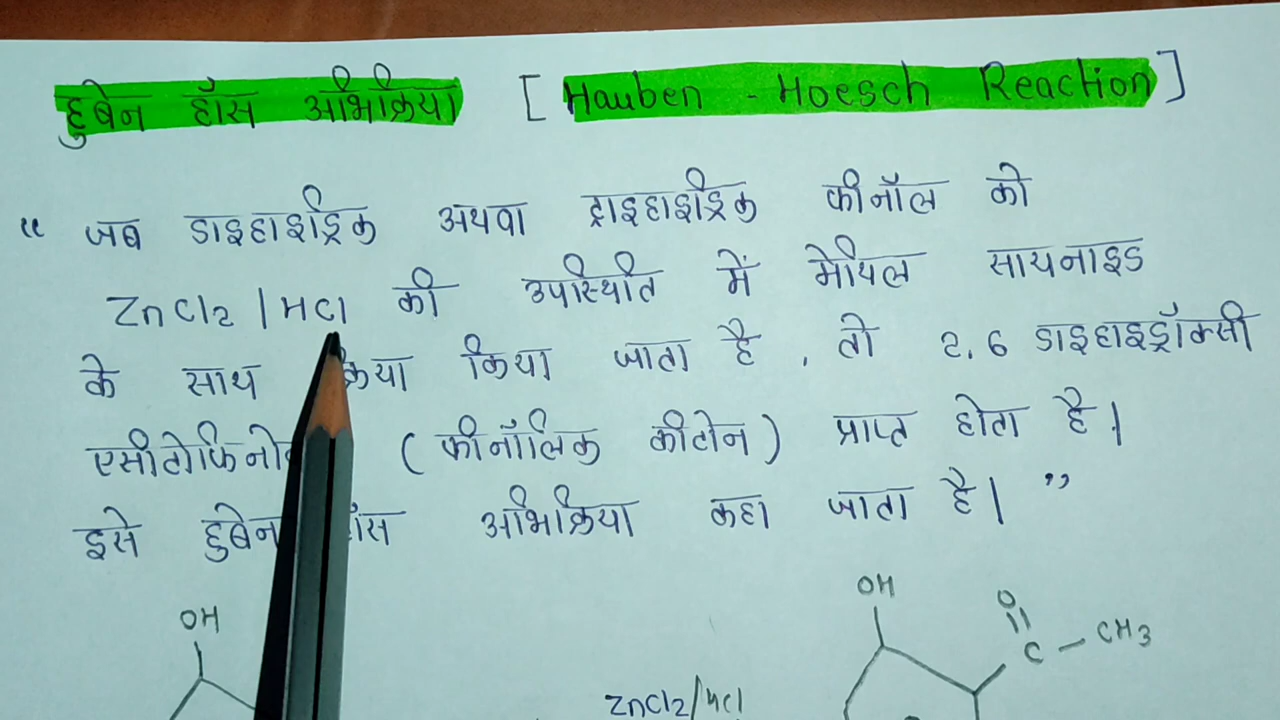 हुबेन हॉस अभिक्रिया [Hauben - Hoesch Reaction]
“ जब डाइहाइड्रिक अथवा ट्राइहाइड्रिक फीनॉल को
ZnCl2 / HCl की उपस्थिति में मेथिल सायनाइड
के साथ क्रिया किया जाता है, तो 2,6 डाइहाइड्रॉक्सी
(फीनॉलिक कीटोन) प्राप्त होता है।
इसे हुबेन अभिक्रिया कहा जाता है। ”
OH
OH
O
C - CH3
ZnCl2/HCl